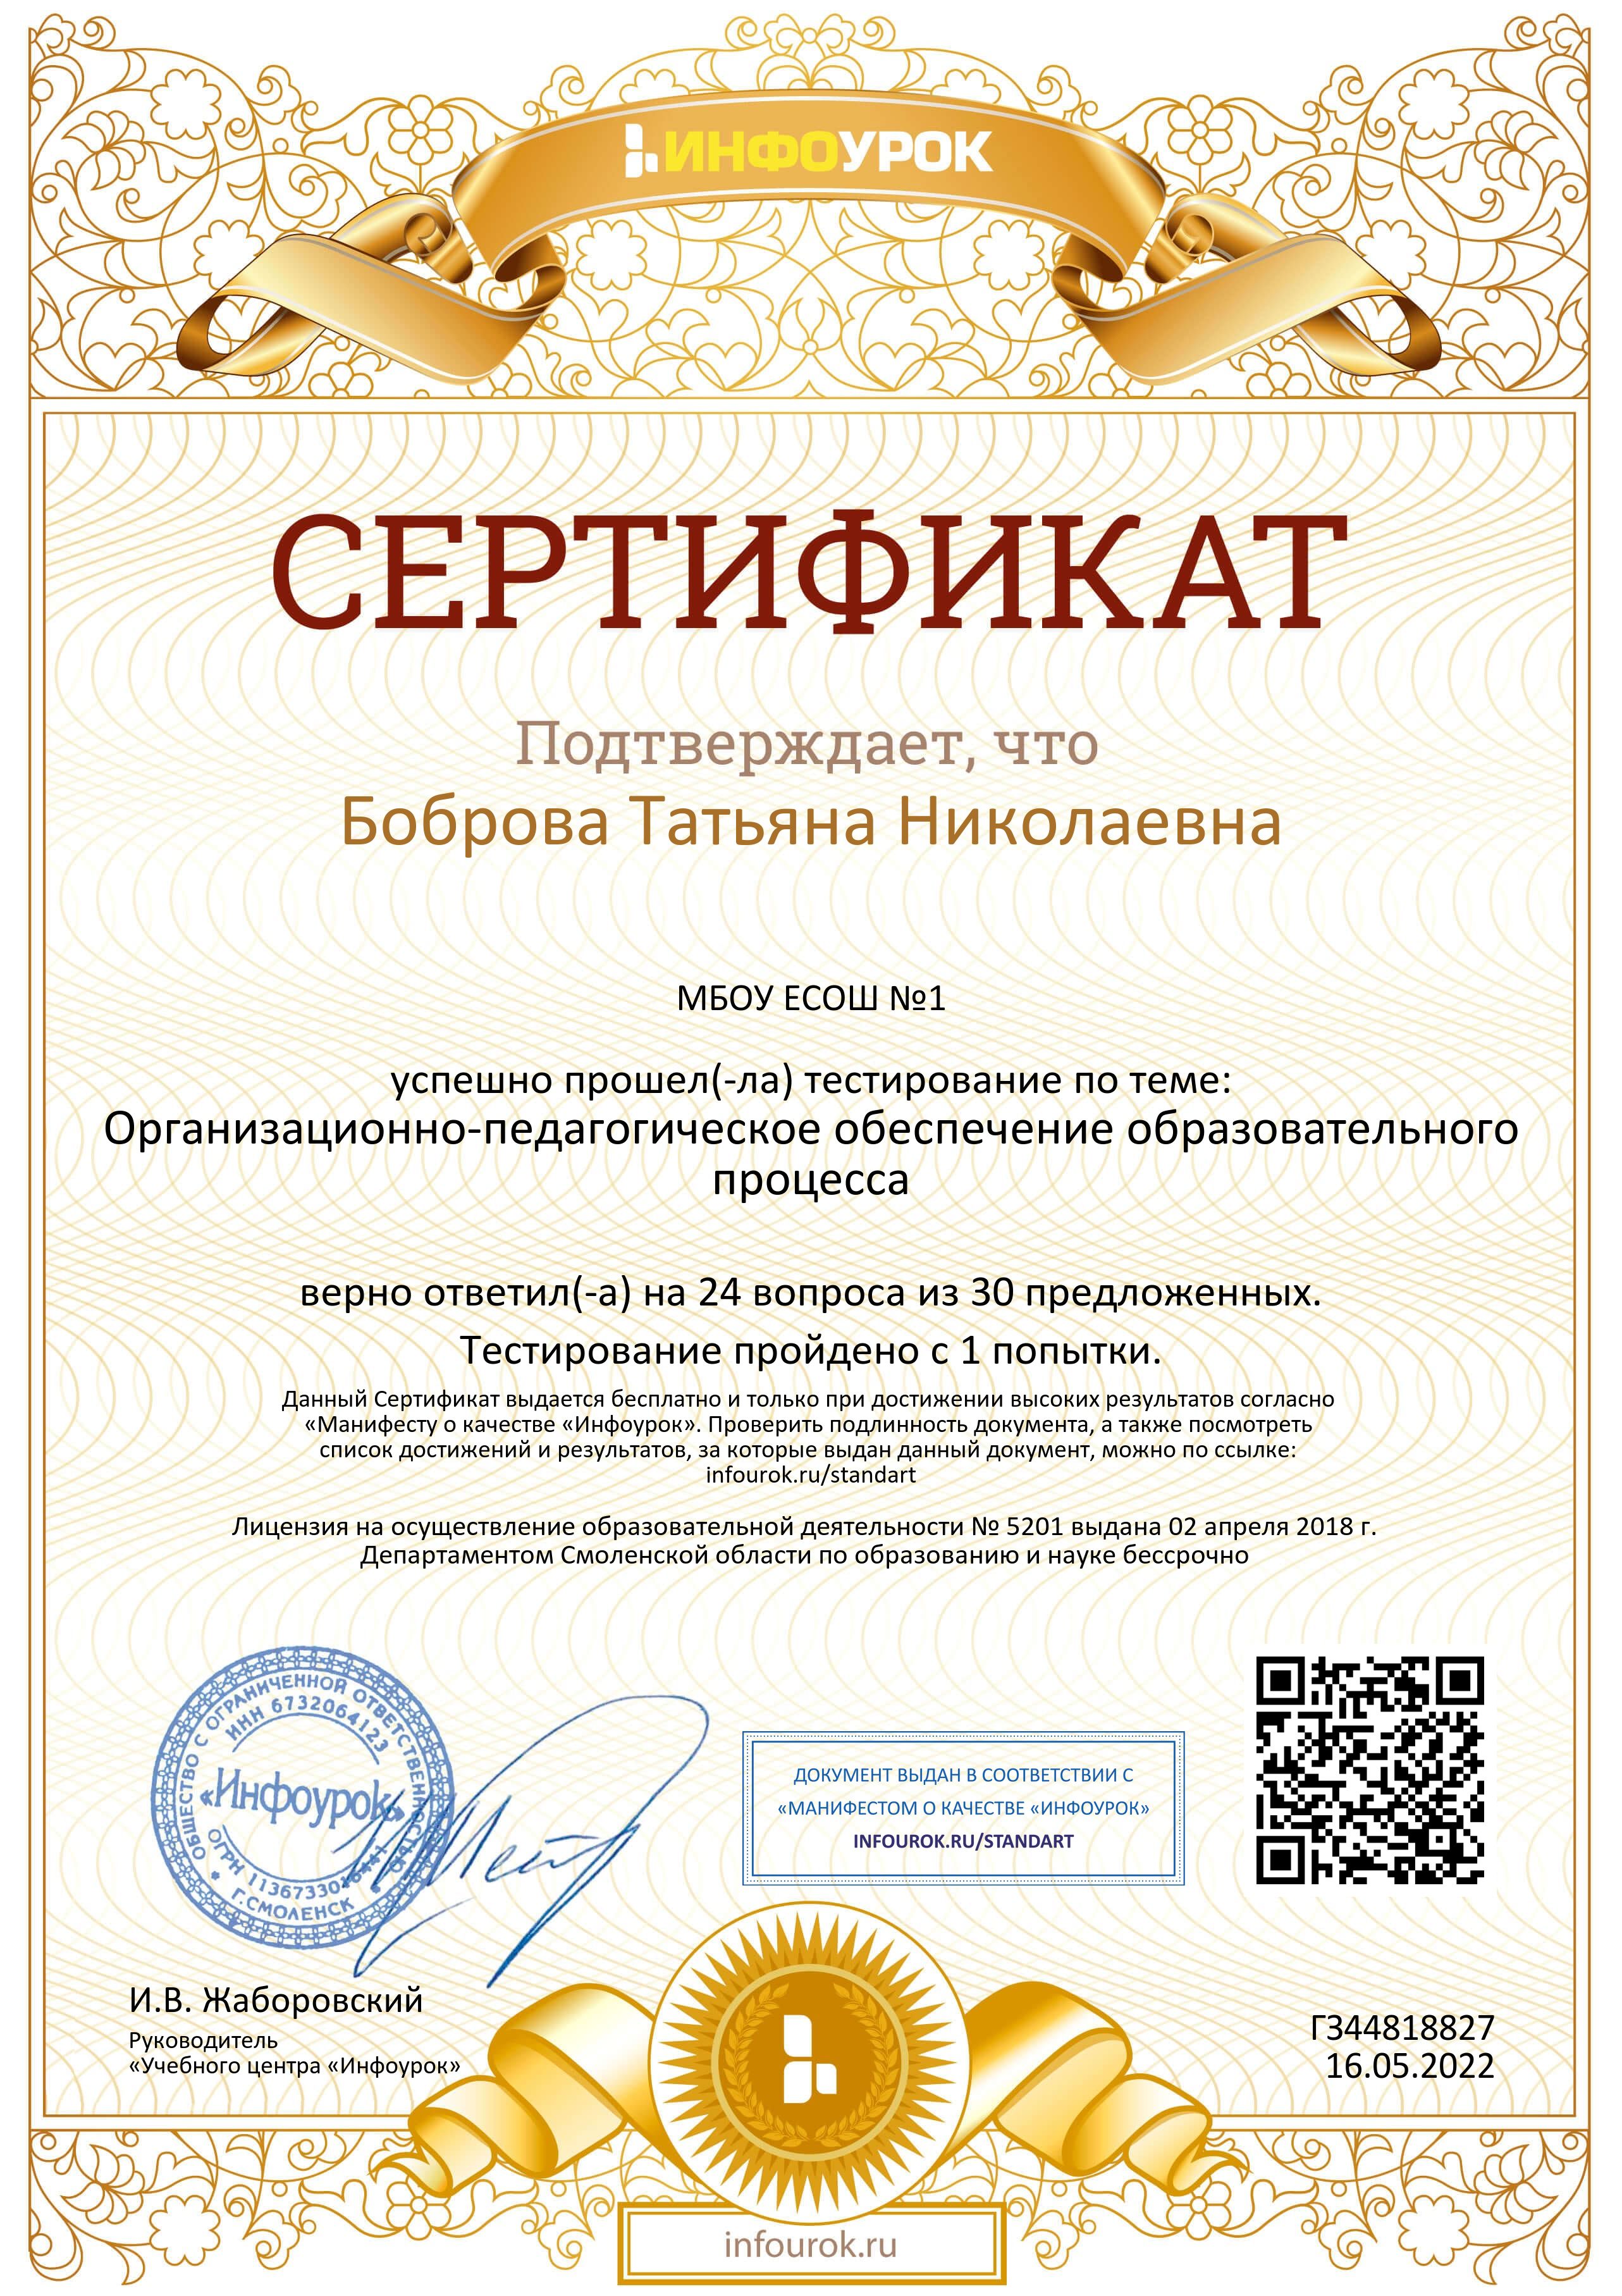 ИНФОУРОК
СЕРТИФИКАТ
Подтверждает, что
Боброва Татьяна Николаевна
МБОУ ЕСОШ №1
успешно прошел(-ла) тестирование по теме:
Организационно-педагогическое обеспечение образовательного
процесса
верно ответил(-а) на 24 вопроса из 30 предложенных.
Тестирование пройдено с 1 попытки.
Данный Сертификат выдается бесплатно и только при достижении высоких результатов согласно
«Манифесту о качестве «Инфоурок». Проверить подлинность документа, а также посмотреть
список достижений и результатов, за которые выдан данный документ, можно по ссылке:
infourok.ru/standart
Лицензия на осуществление образовательной деятельности № 5201 выдана 02 апреля 2018 г.
Департаментом Смоленской области по образованию и науке бессрочно
ОБЩЕСТВО С ОГРАНИЧЕННОЙ ОТВЕТСТВЕННОСТЬЮ
ИНН 6732064123
«Инфоурок»
ОГРН
Г.СМОЛЕНСК
ДОКУМЕНТ ВЫДАН В СООТВЕТСТВИИ С
«МАНИФЕСТОМ О КАЧЕСТВЕ «ИНФОУРОК»
INFOUROK.RU/STANDART
И.В. Жаборовский
Руководитель
«Учебного центра «Инфоурок»
ГЗ44818827
16.05.2022
infourok.ru